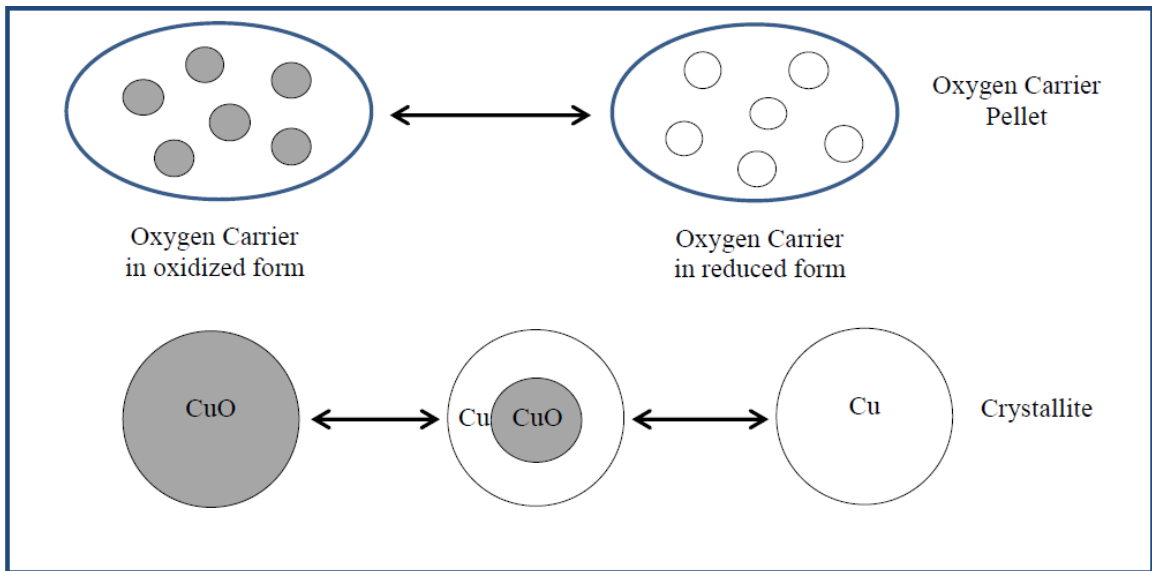 Oxygen Carrier
Pellet
Oxygen Carrier
in oxidized form
Oxygen Carrier
in reduced form
CuO
Cu
CuO
Cu
Crystallite